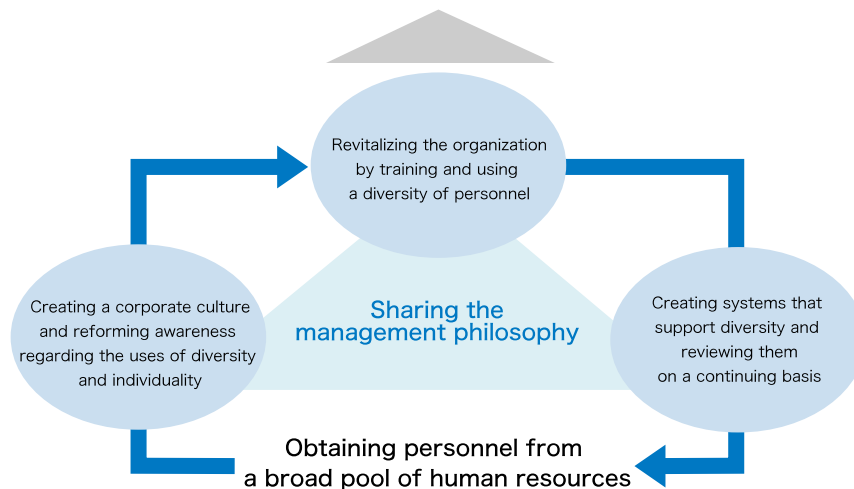 Revitalizing the organization
by training and using
a diversity of personnel
Creating a corporate culture
and reforming awareness
regarding the uses of diversity
and individuality
Sharing the
management philosophy
Creating systems that
support diversity and
reviewing them
on a continuing basis
Obtaining personnel from
a broad pool of human resources